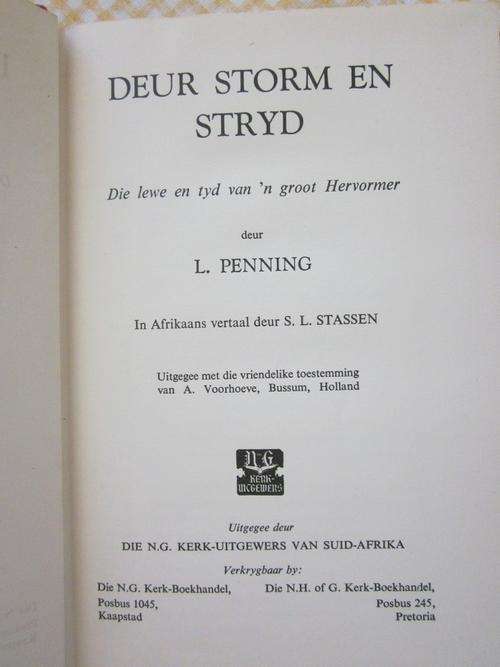 DEUR STORM EN
STRYD
Die lewe en tyd van 'n groot Hervormer
deur
L. PENNING
In Afrikaans vertaal deur S. L. STASSEN
Uitgegee met die vriendelike toestemming
van A. Voorhoeve, Bussum, Holland
N G
KERK-
UITGEWERS
Uitgegee deur
DIE N.G. KERK-UITGEWERS VAN SUID-AFRIKA
Verkrygbaar by:
Die N.G. Kerk-Boekhandel, Die N.H. of G. Kerk-Boekhandel,
Posbus 1045, Posbus 245,
Kaapstad Pretoria